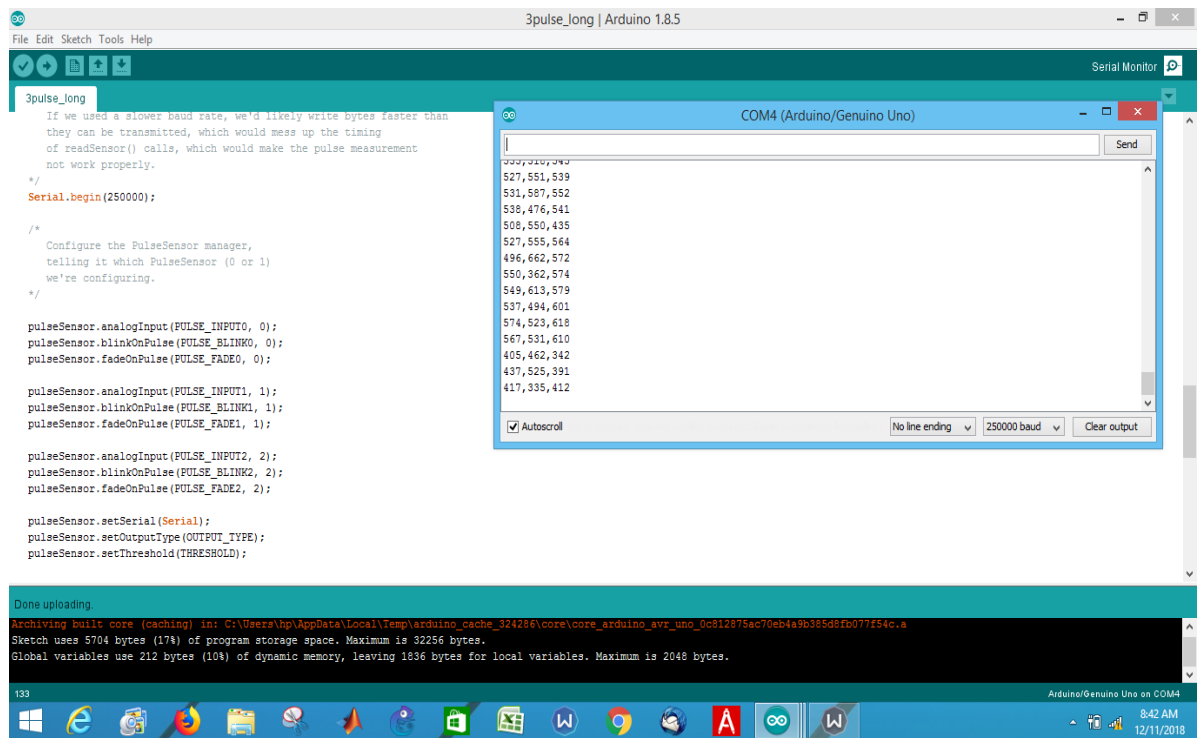 3pulse_long | Arduino 1.8.5
File Edit Sketch Tools Help
Serial Monitor
3pulse_long
If we used a slower baud rate, we'd likely write bytes faster than
they can be transmitted, which would mess up the timing
of readSensor() calls, which would make the pulse measurement
not work properly.
*/
Serial.begin(250000);
/*
Configure the PulseSensor manager,
telling it which PulseSensor (0 or 1)
we're configuring.
*/
pulseSensor.analogInput(PULSE_INPUT0, 0);
pulseSensor.blinkOnPulse(PULSE_BLINK0, 0);
pulseSensor.fadeOnPulse(PULSE_FADE0, 0);
pulseSensor.analogInput(PULSE_INPUT1, 1);
pulseSensor.blinkOnPulse(PULSE_BLINK1, 1);
pulseSensor.fadeOnPulse(PULSE_FADE1, 1);
pulseSensor.analogInput(PULSE_INPUT2, 2);
pulseSensor.blinkOnPulse(PULSE_BLINK2, 2);
pulseSensor.fadeOnPulse(PULSE_FADE2, 2);
pulseSensor.setSerial(Serial);
pulseSensor.setOutputType(OUTPUT_TYPE);
pulseSensor.setThreshold(THRESHOLD);
COM4 (Arduino/Genuino Uno)
Send
527,551,539
531,587,552
538,476,541
508,550,435
527,555,564
496,662,572
550,362,574
549,613,579
537,494,601
574,523,618
567,531,610
405,462,342
437,525,391
417,335,412
Autoscroll
No line ending
250000 baud
Clear output
Done uploading.
Archiving built core (caching) in: C:\Users\hp\AppData\Local\Temp\arduino_cache_324286\core\core_arduino_avr_uno_0c812875ac70eb4a9b385d8fb077f54c.a
Sketch uses 5704 bytes (17%) of program storage space. Maximum is 32256 bytes.
Global variables use 212 bytes (10%) of dynamic memory, leaving 1836 bytes for local variables. Maximum is 2048 bytes.
133
Arduino/Genuino Uno on COM4
8:42 AM
12/11/2018